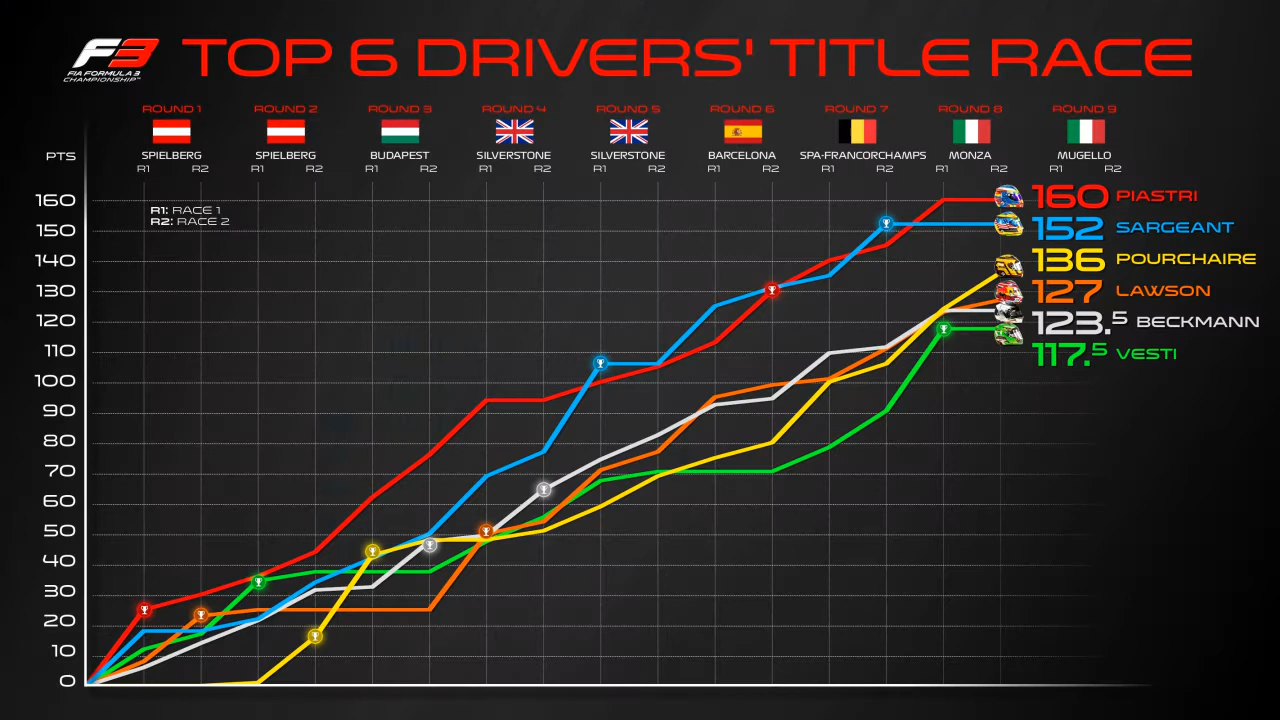 F3
FIA FORMULA 3
CHAMPIONSHIP™
TOP 6 DRIVERS' TITLE RACE
ROUND 1 ROUND 2 ROUND 3 ROUND 4 ROUND 5 ROUND 6 ROUND 7 ROUND 8 ROUND 9
PTS SPIELBERG SPIELBERG BUDAPEST SILVERSTONE SILVERSTONE BARCELONA SPA-FRANCORCHAMPS MONZA MUGELLO
R1 R2 R1 R2 R1 R2 R1 R2 R1 R2 R1 R2 R1 R2 R1 R2 R1 R2
R1: RACE 1
R2: RACE 2
160
150
140
130
120
110
100
90
80
70
60
50
40
30
20
10
0
160 PIASTRI
152 SARGEANT
136 POURCHAIRE
127 LAWSON
123.5 BECKMANN
117.5 VESTI